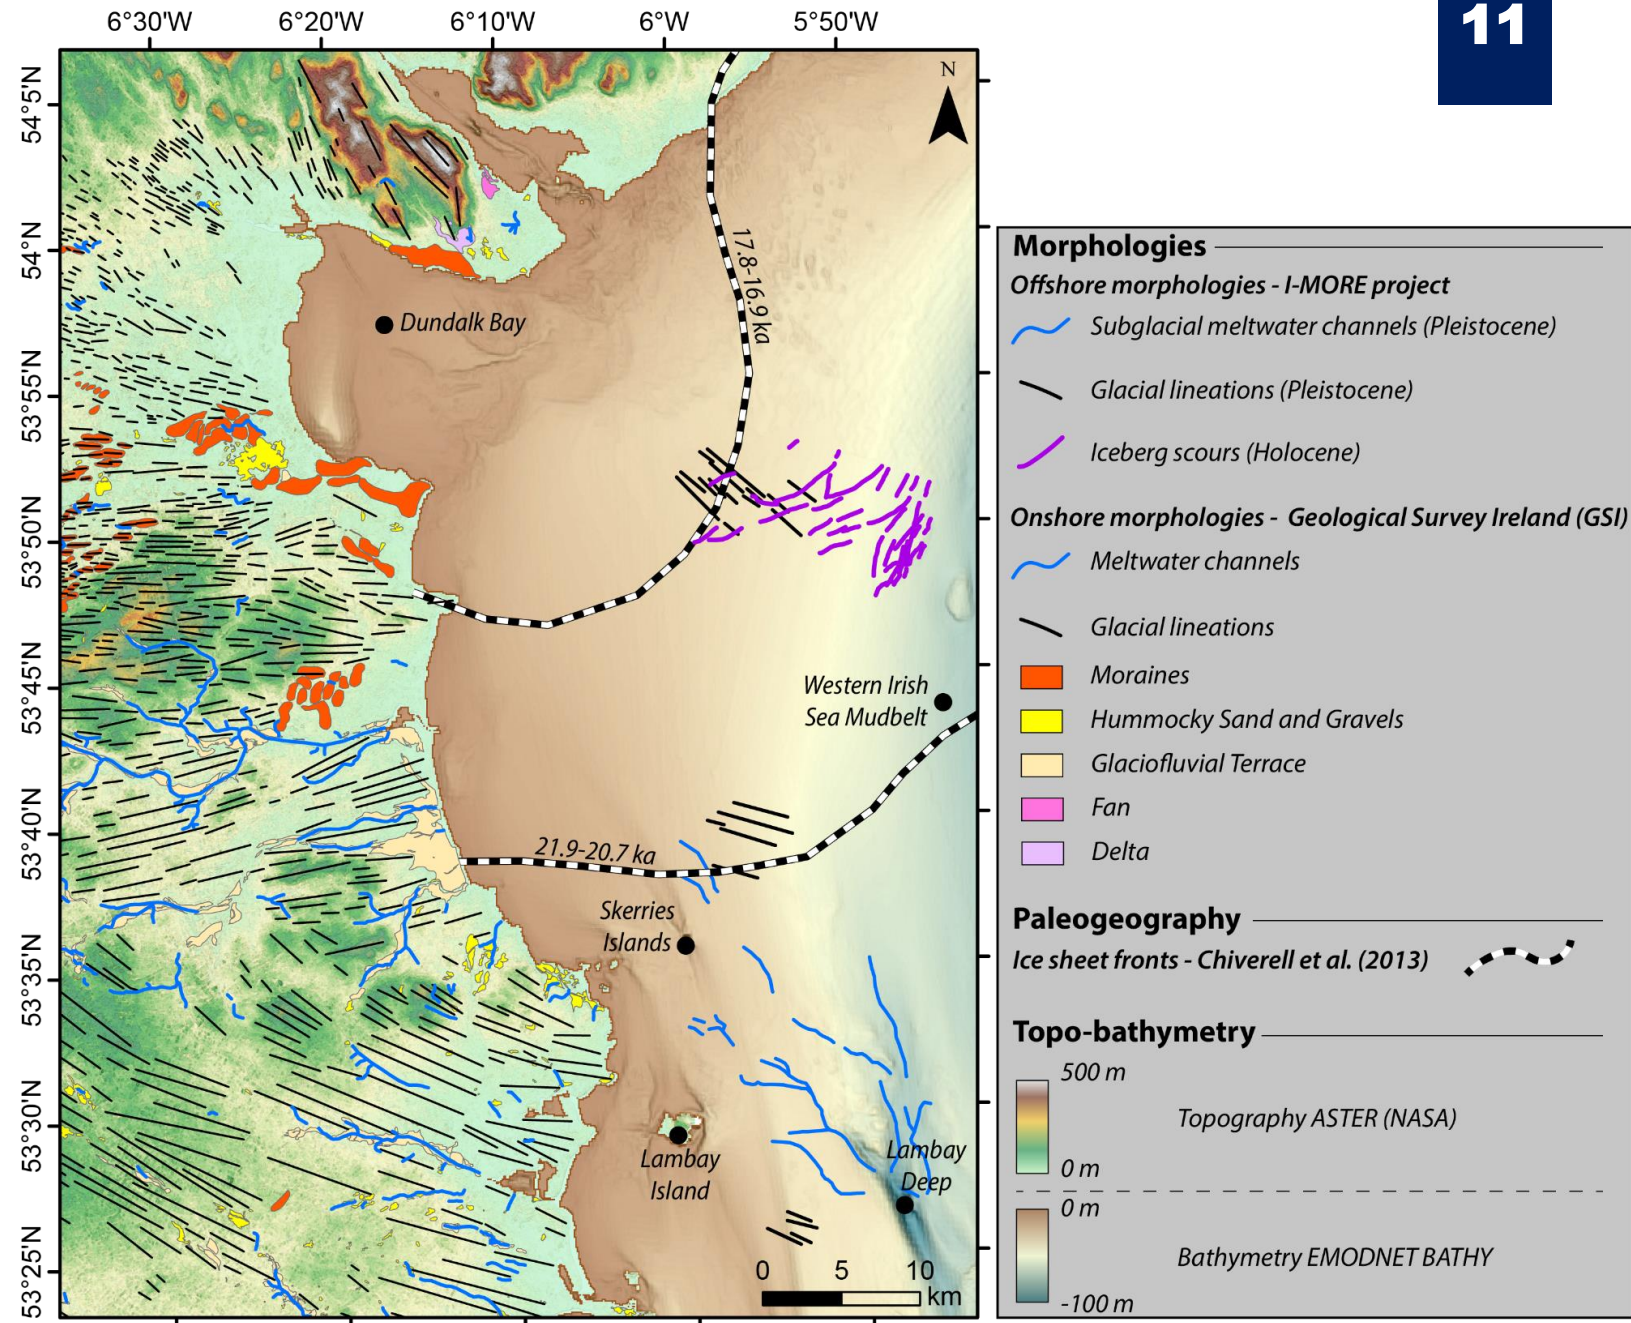 11
6°30'W 6°20'W 6°10'W 6°W 5°50'W
54°5'N
54°N
53°55'N
53°50'N
53°45'N
53°40'N
53°35'N
53°30'N
53°25'N
N
17.8-16.9 ka
Dundalk Bay
Western Irish
Sea Mudbelt
21.9-20.7 ka
Skerries
Islands
Lambay
Island
Lambay
Deep
0 5 10
km
Morphologies
Offshore morphologies - I-MORE project
Subglacial meltwater channels (Pleistocene)
Glacial lineations (Pleistocene)
Iceberg scours (Holocene)
Onshore morphologies - Geological Survey Ireland (GSI)
Meltwater channels
Glacial lineations
Moraines
Hummocky Sand and Gravels
Glaciofluvial Terrace
Fan
Delta
Paleogeography
Ice sheet fronts - Chiverell et al. (2013)
Topo-bathymetry
500 m
Topography ASTER (NASA)
0 m
0 m
Bathymetry EMODNET BATHY
-100 m